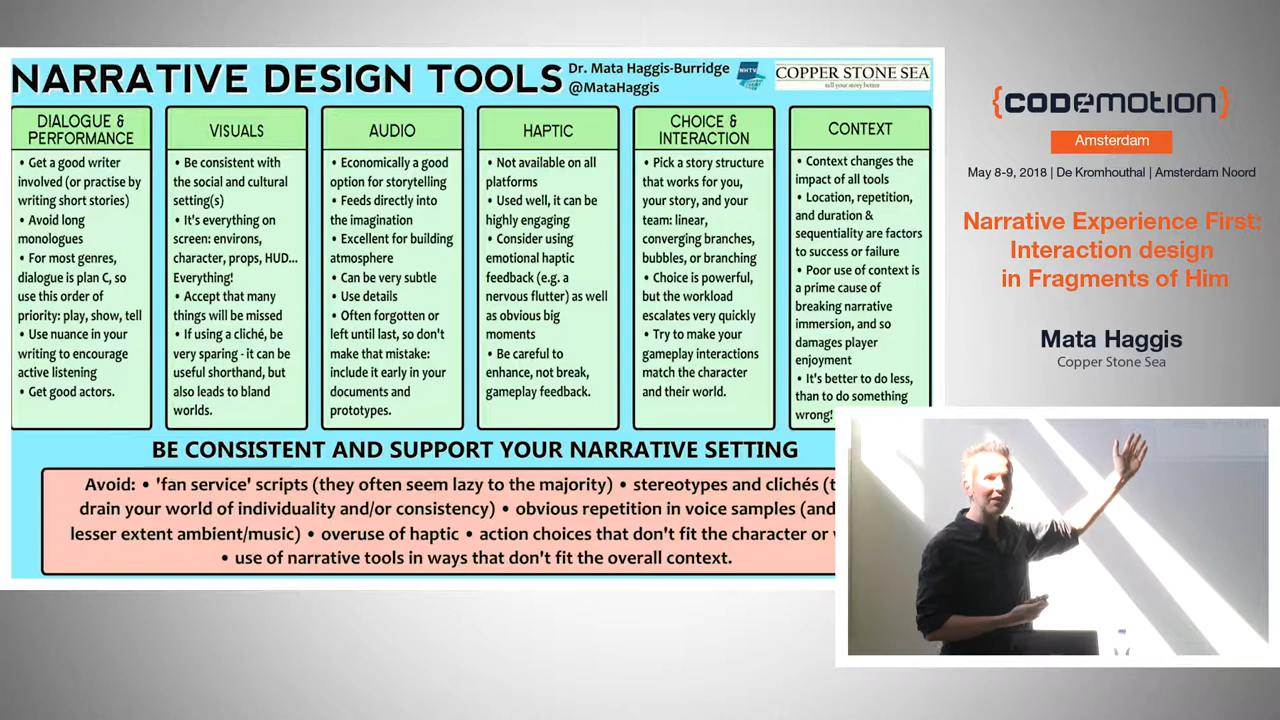 NARRATIVE DESIGN TOOLS
Dr. Mata Haggis-Burridge
@MataHaggis
NHTV
COPPER STONE SEA
tell your story better
DIALOGUE &
PERFORMANCE
• Get a good writer
involved (or practise by
writing short stories)
• Avoid long
monologues
• For most genres,
dialogue is plan C, so
use this order of
priority: play, show, tell
• Use nuance in your
writing to encourage
active listening
• Get good actors.
VISUALS
• Be consistent with
the social and cultural
setting(s)
• It's everything on
screen: environs,
character, props, HUD...
Everything!
• Accept that many
things will be missed
• If using a cliché, be
very sparing - it can be
useful shorthand, but
also leads to bland
worlds.
AUDIO
• Economically a good
option for storytelling
• Feeds directly into
the imagination
• Excellent for building
atmosphere
• Can be very subtle
• Use details
• Often forgotten or
left until last, so don't
make that mistake:
include it early in your
documents and
prototypes.
HAPTIC
• Not available on all
platforms
• Used well, it can be
highly engaging
• Consider using
emotional haptic
feedback (e.g. a
nervous flutter) as well
as obvious big
moments
• Be careful to
enhance, not break,
gameplay feedback.
CHOICE &
INTERACTION
• Pick a story structure
that works for you,
your story, and your
team: linear,
converging branches,
bubbles, or branching
• Choice is powerful,
but the workload
escalates very quickly
• Try to make your
gameplay interactions
match the character
and their world.
CONTEXT
• Context changes the
impact of all tools
• Location, repetition,
and duration &
sequentiality are factors
to success or failure
• Poor use of context is
a prime cause of
breaking narrative
immersion, and so
damages player
enjoyment
• It's better to do less,
than to do something
wrong!
BE CONSISTENT AND SUPPORT YOUR NARRATIVE SETTING
Avoid: • 'fan service' scripts (they often seem lazy to the majority) • stereotypes and clichés (t
drain your world of individuality and/or consistency) • obvious repetition in voice samples (and
lesser extent ambient/music) • overuse of haptic • action choices that don't fit the character or
• use of narrative tools in ways that don't fit the overall context.
{CODEMOTION}
Amsterdam
May 8-9, 2018 | De Kromhouthal | Amsterdam Noord
Narrative Experience First:
Interaction design
in Fragments of Him
Mata Haggis
Copper Stone Sea